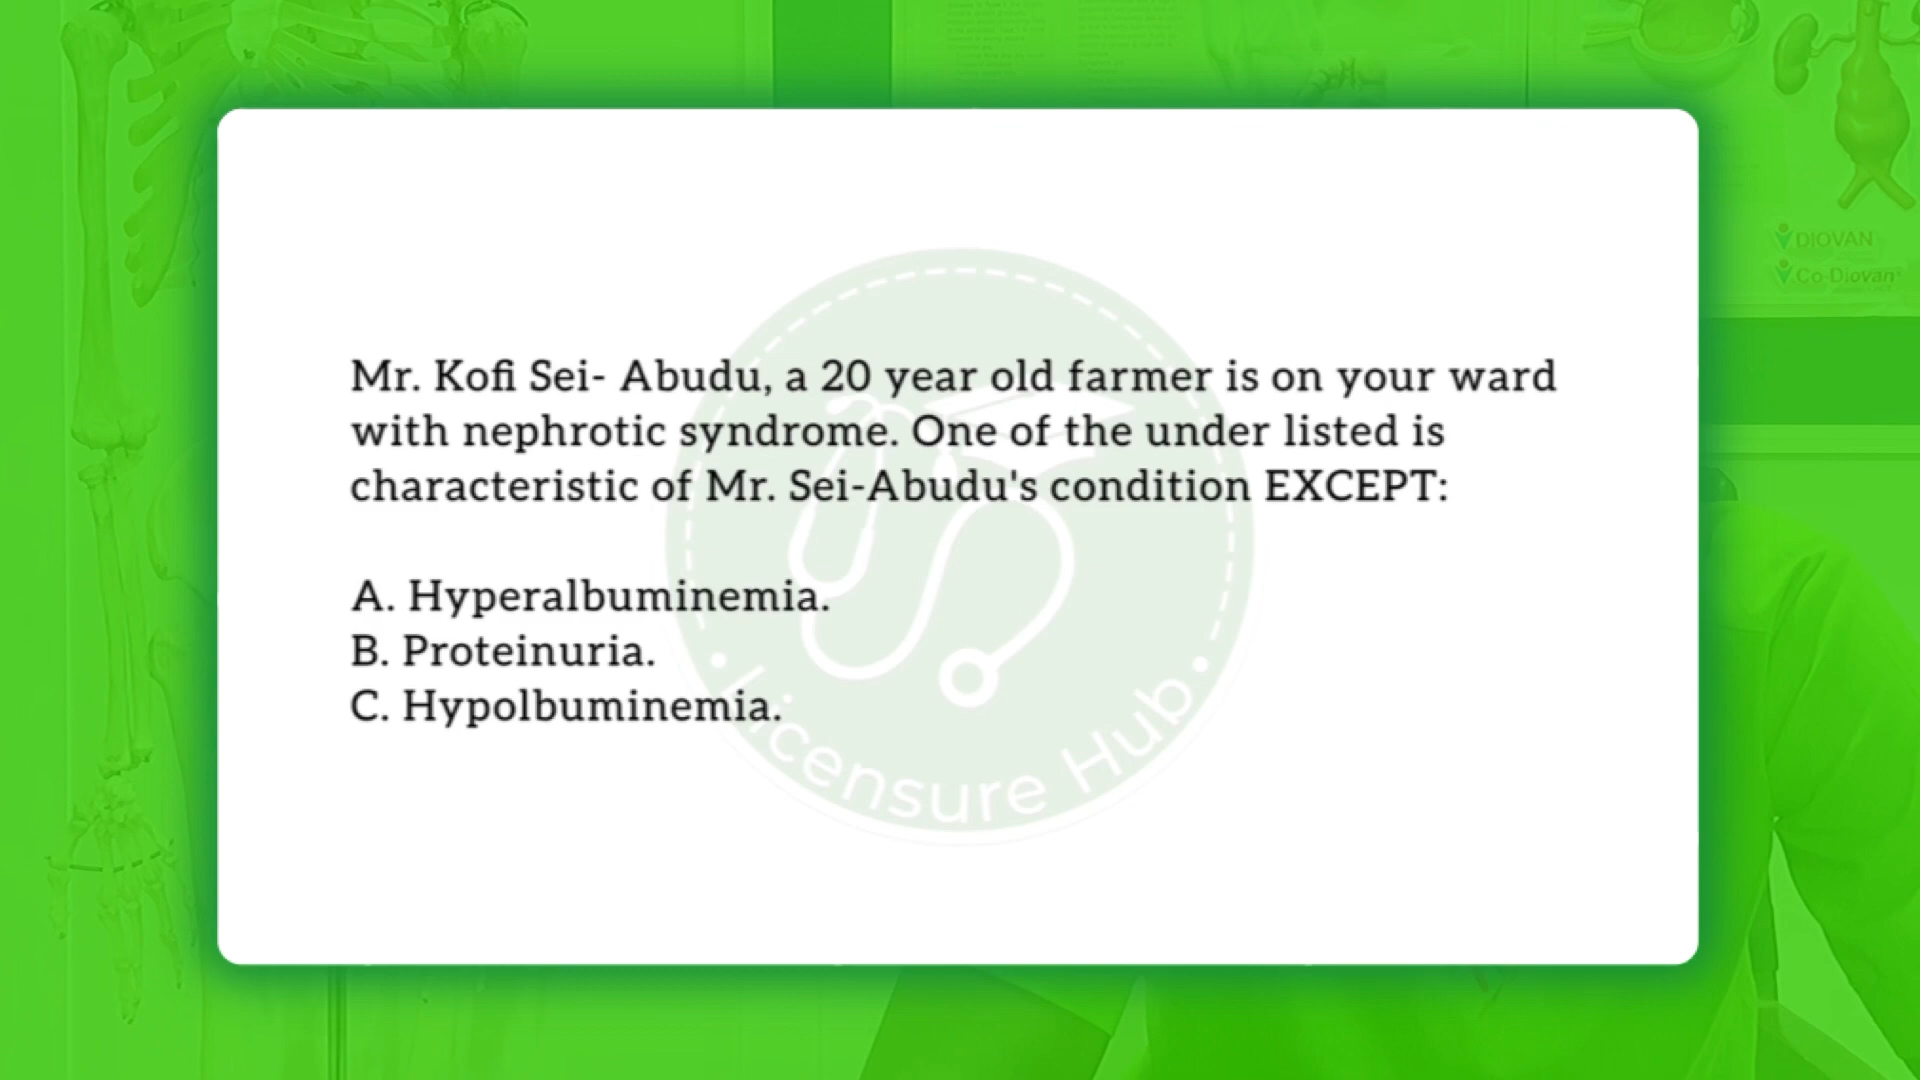 Mr. Kofi Sei- Abudu, a 20 year old farmer is on your ward
with nephrotic syndrome. One of the under listed is
characteristic of Mr. Sei-Abudu's condition EXCEPT:
A. Hyperalbuminemia.
B. Proteinuria.
C. Hypolbuminemia.
Licensure Hub
DIOVAN
Co-Diovan